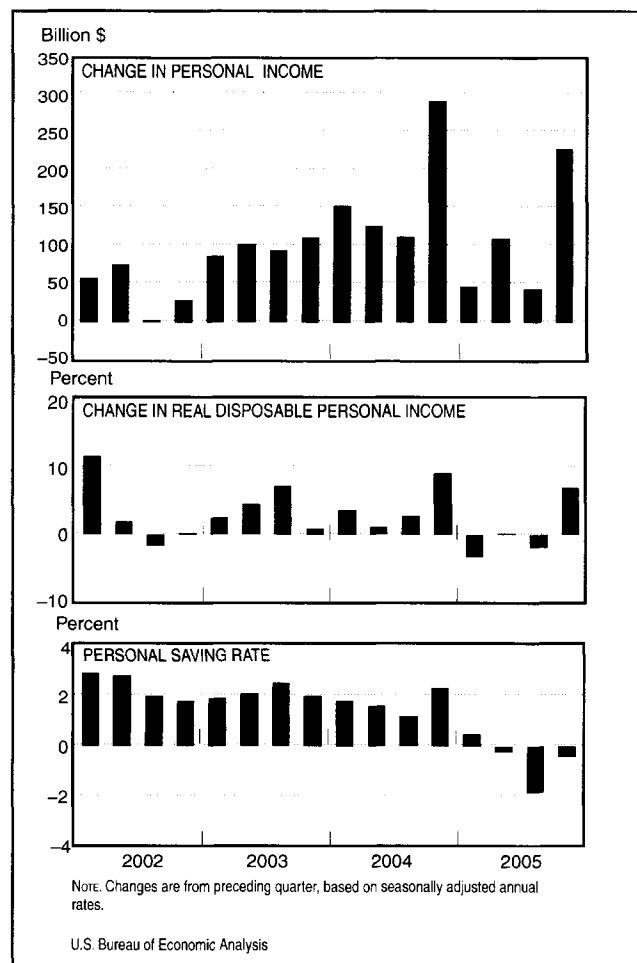 Billion $
CHANGE IN PERSONAL INCOME
350
300
250
200
150
100
50
0
−50
Percent
CHANGE IN REAL DISPOSABLE PERSONAL INCOME
20
10
0
−10
Percent
PERSONAL SAVING RATE
4
2
0
−2
−4
2002 2003 2004 2005
NOTE. Changes are from preceding quarter, based on seasonally adjusted annual
rates.
U.S. Bureau of Economic Analysis